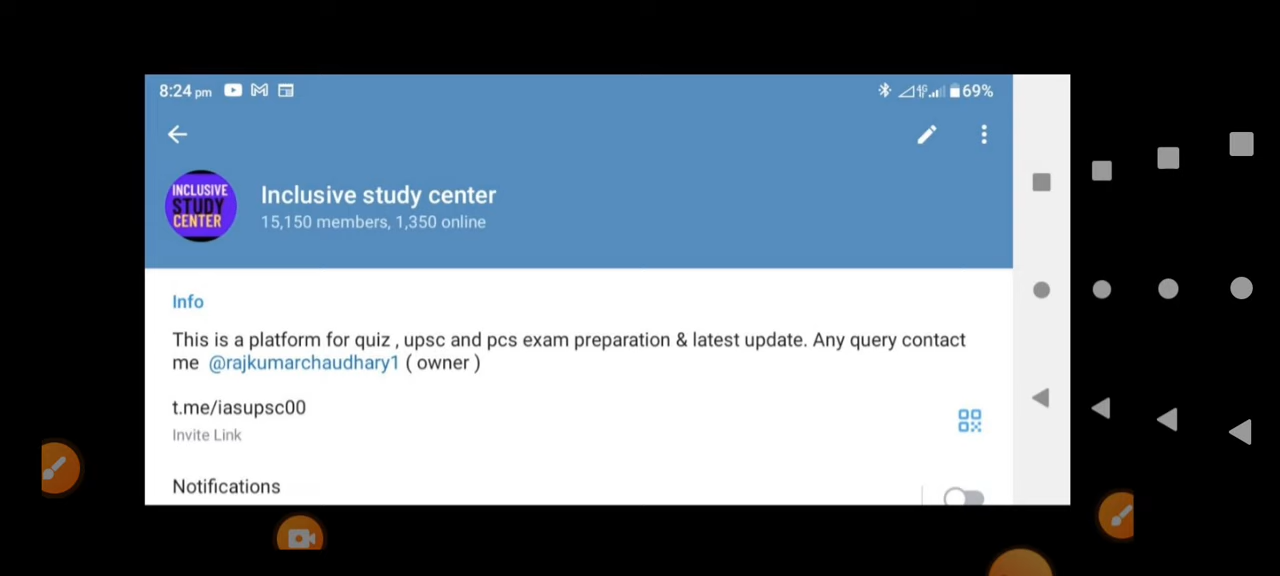 8:24 pm
4G
69%
INCLUSIVE
STUDY
CENTER
Inclusive study center
15,150 members, 1,350 online
Info
This is a platform for quiz , upsc and pcs exam preparation & latest update. Any query contact
me @rajkumarchaudhary1 ( owner )
t.me/iasupsc00
Invite Link
Notifications